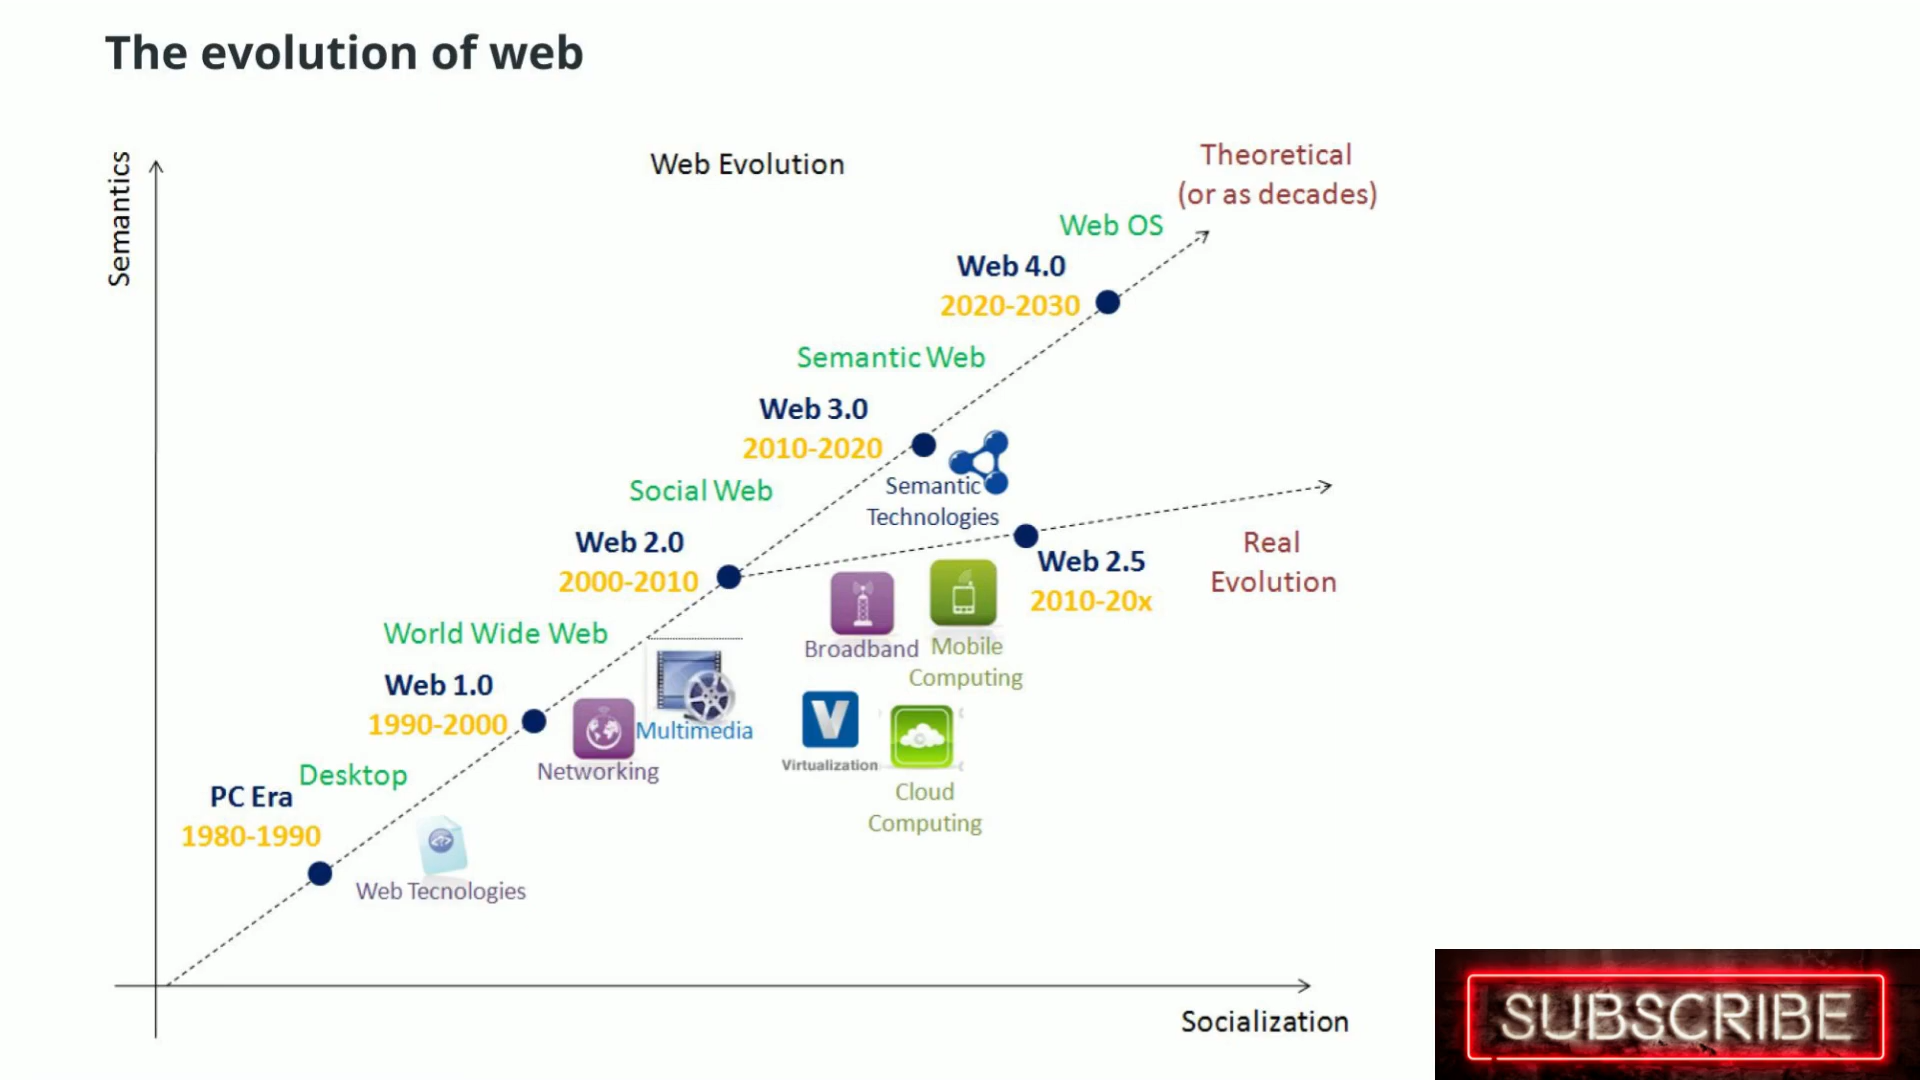 The evolution of web
Web Evolution
Semantics
Theoretical
(or as decades)
Web OS
Web 4.0
2020-2030
Semantic Web
Web 3.0
2010-2020
Semantic
Technologies
Social Web
Web 2.0
2000-2010
Real
Evolution
Web 2.5
2010-20x
Broadband
Mobile
Computing
World Wide Web
Web 1.0
1990-2000
Multimedia
Networking
V
Virtualization
Cloud
Computing
Desktop
PC Era
1980-1990
Web Tecnologies
Socialization
SUBSCRIBE